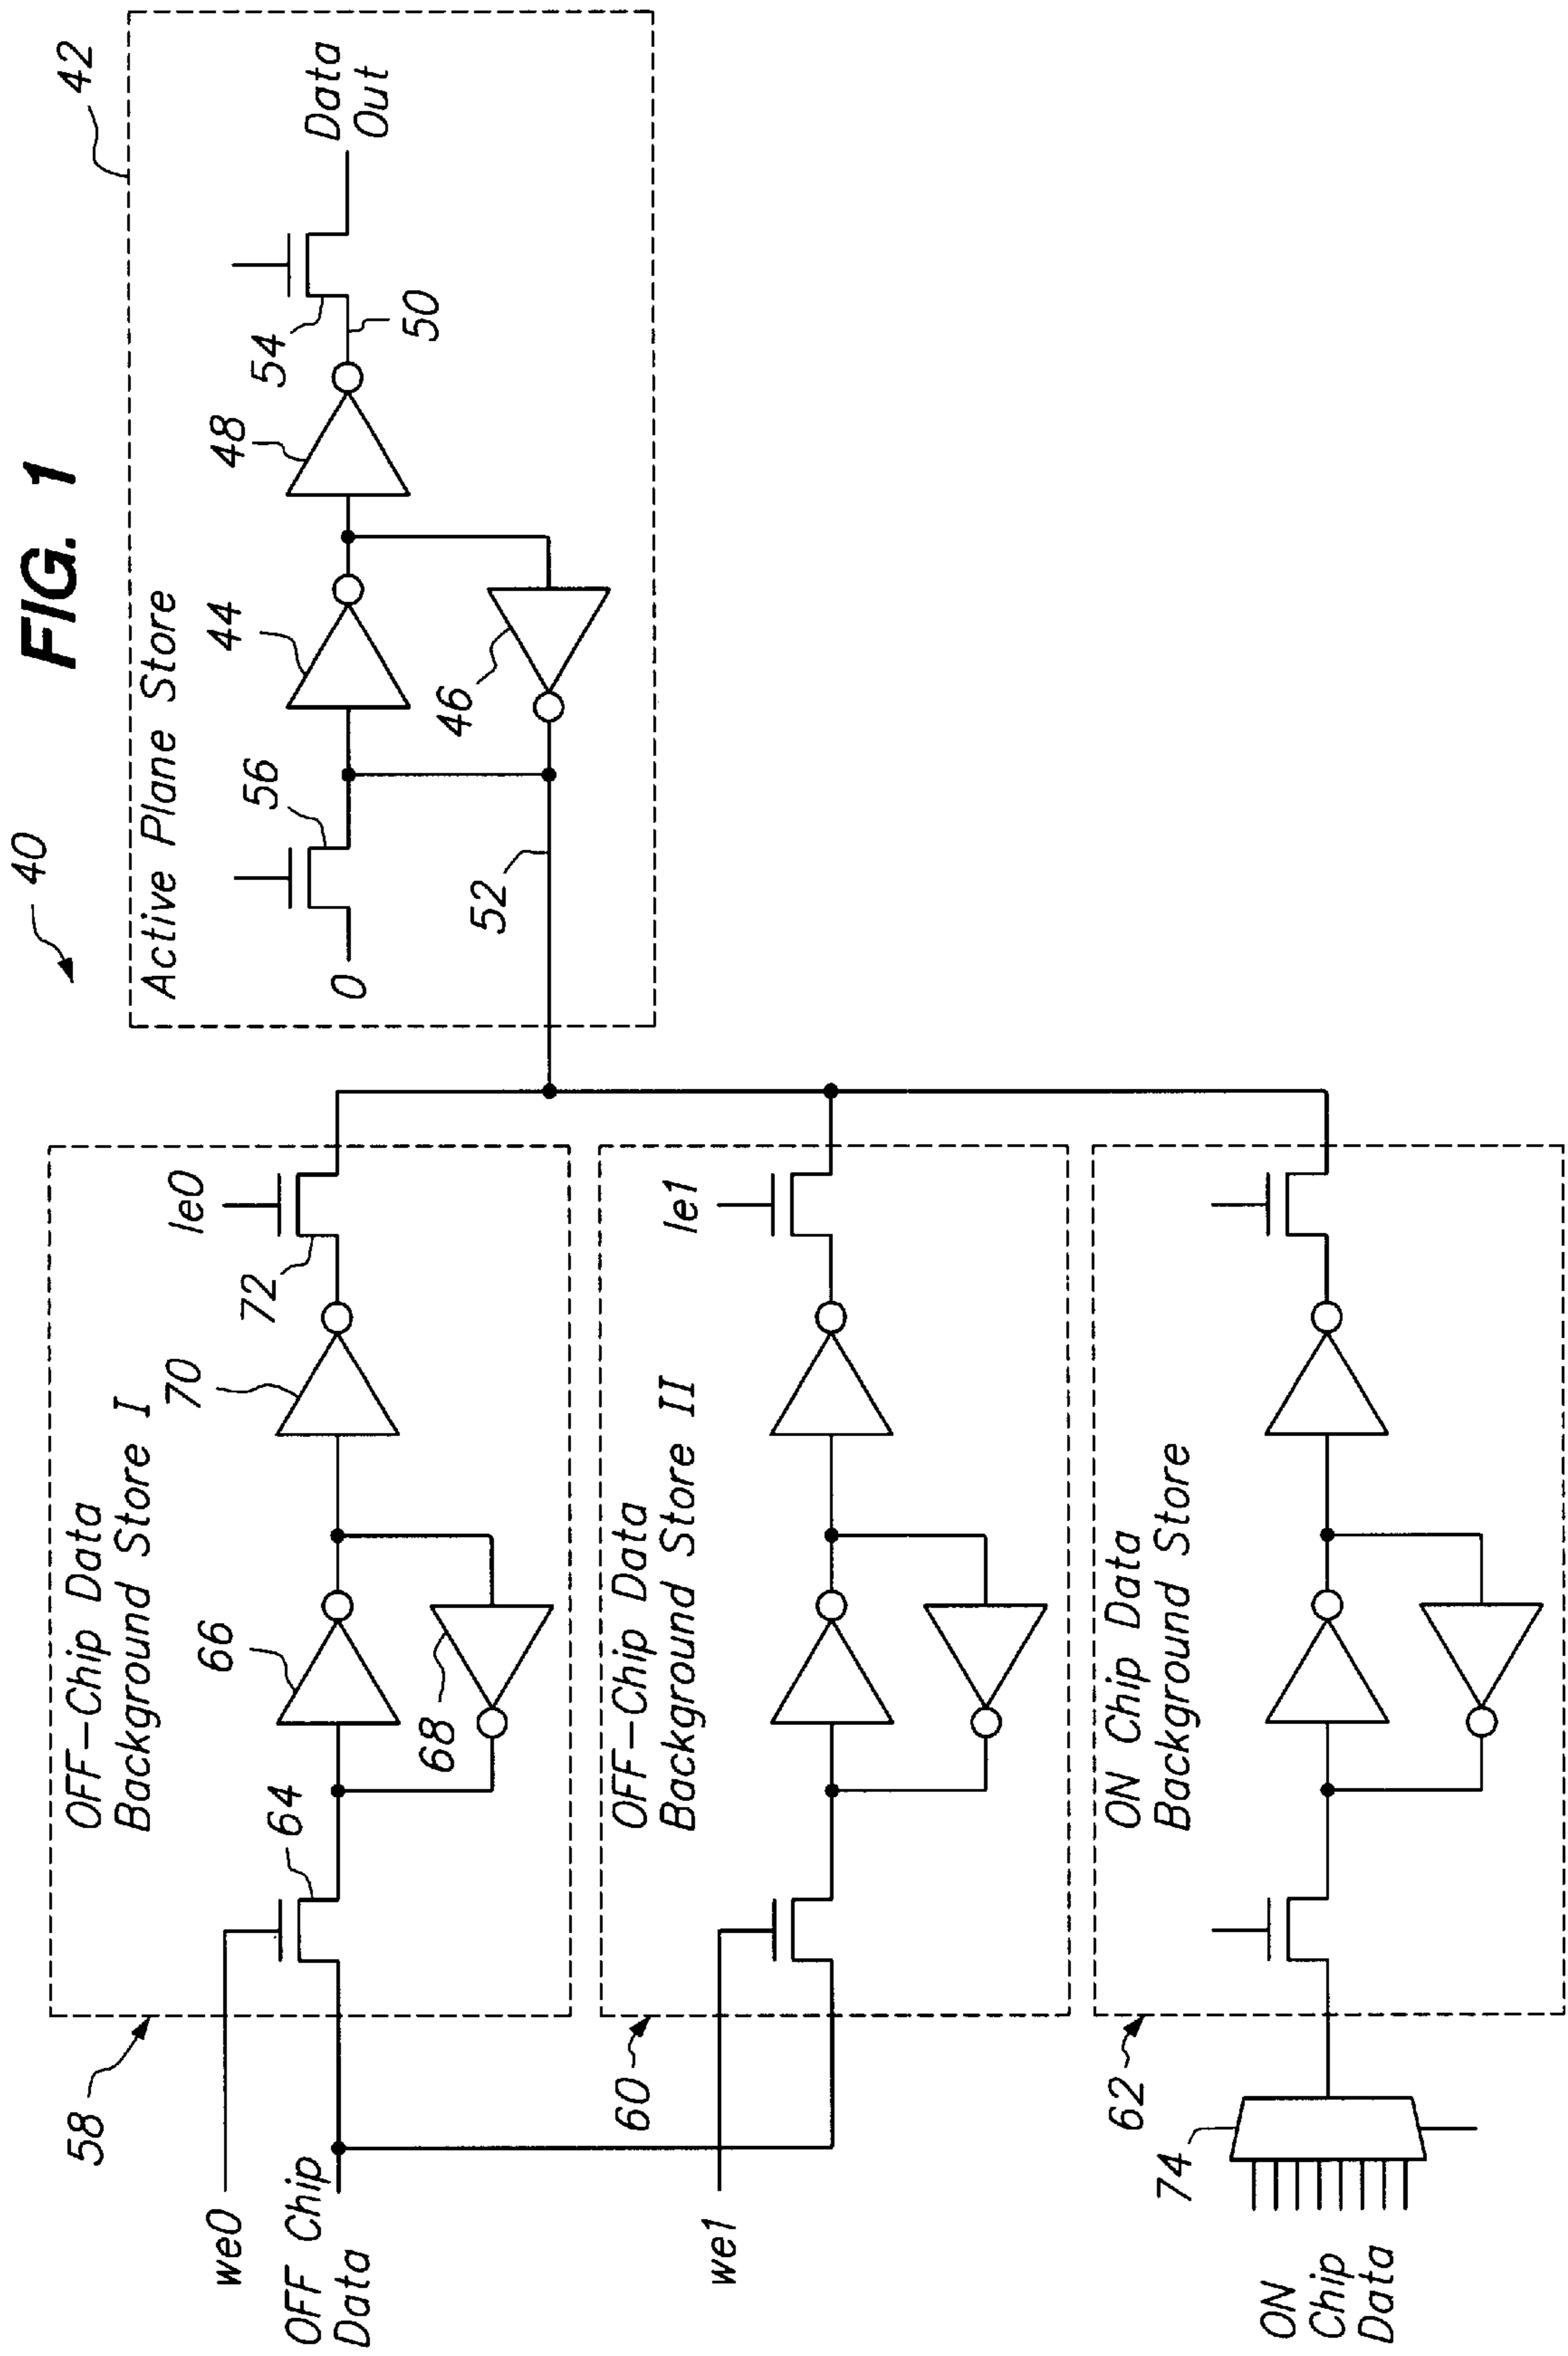 FIG. 1
40
42
Active Plane Store
0
56
44
46
48
50
52
54
Data
Out
58
OFF-Chip Data
Background Store I
we0
OFF Chip
Data
64
66
68
70
72
le0
60
OFF-Chip Data
Background Store II
we1
le1
62
ON Chip Data
Background Store
74
ON
Chip
Data